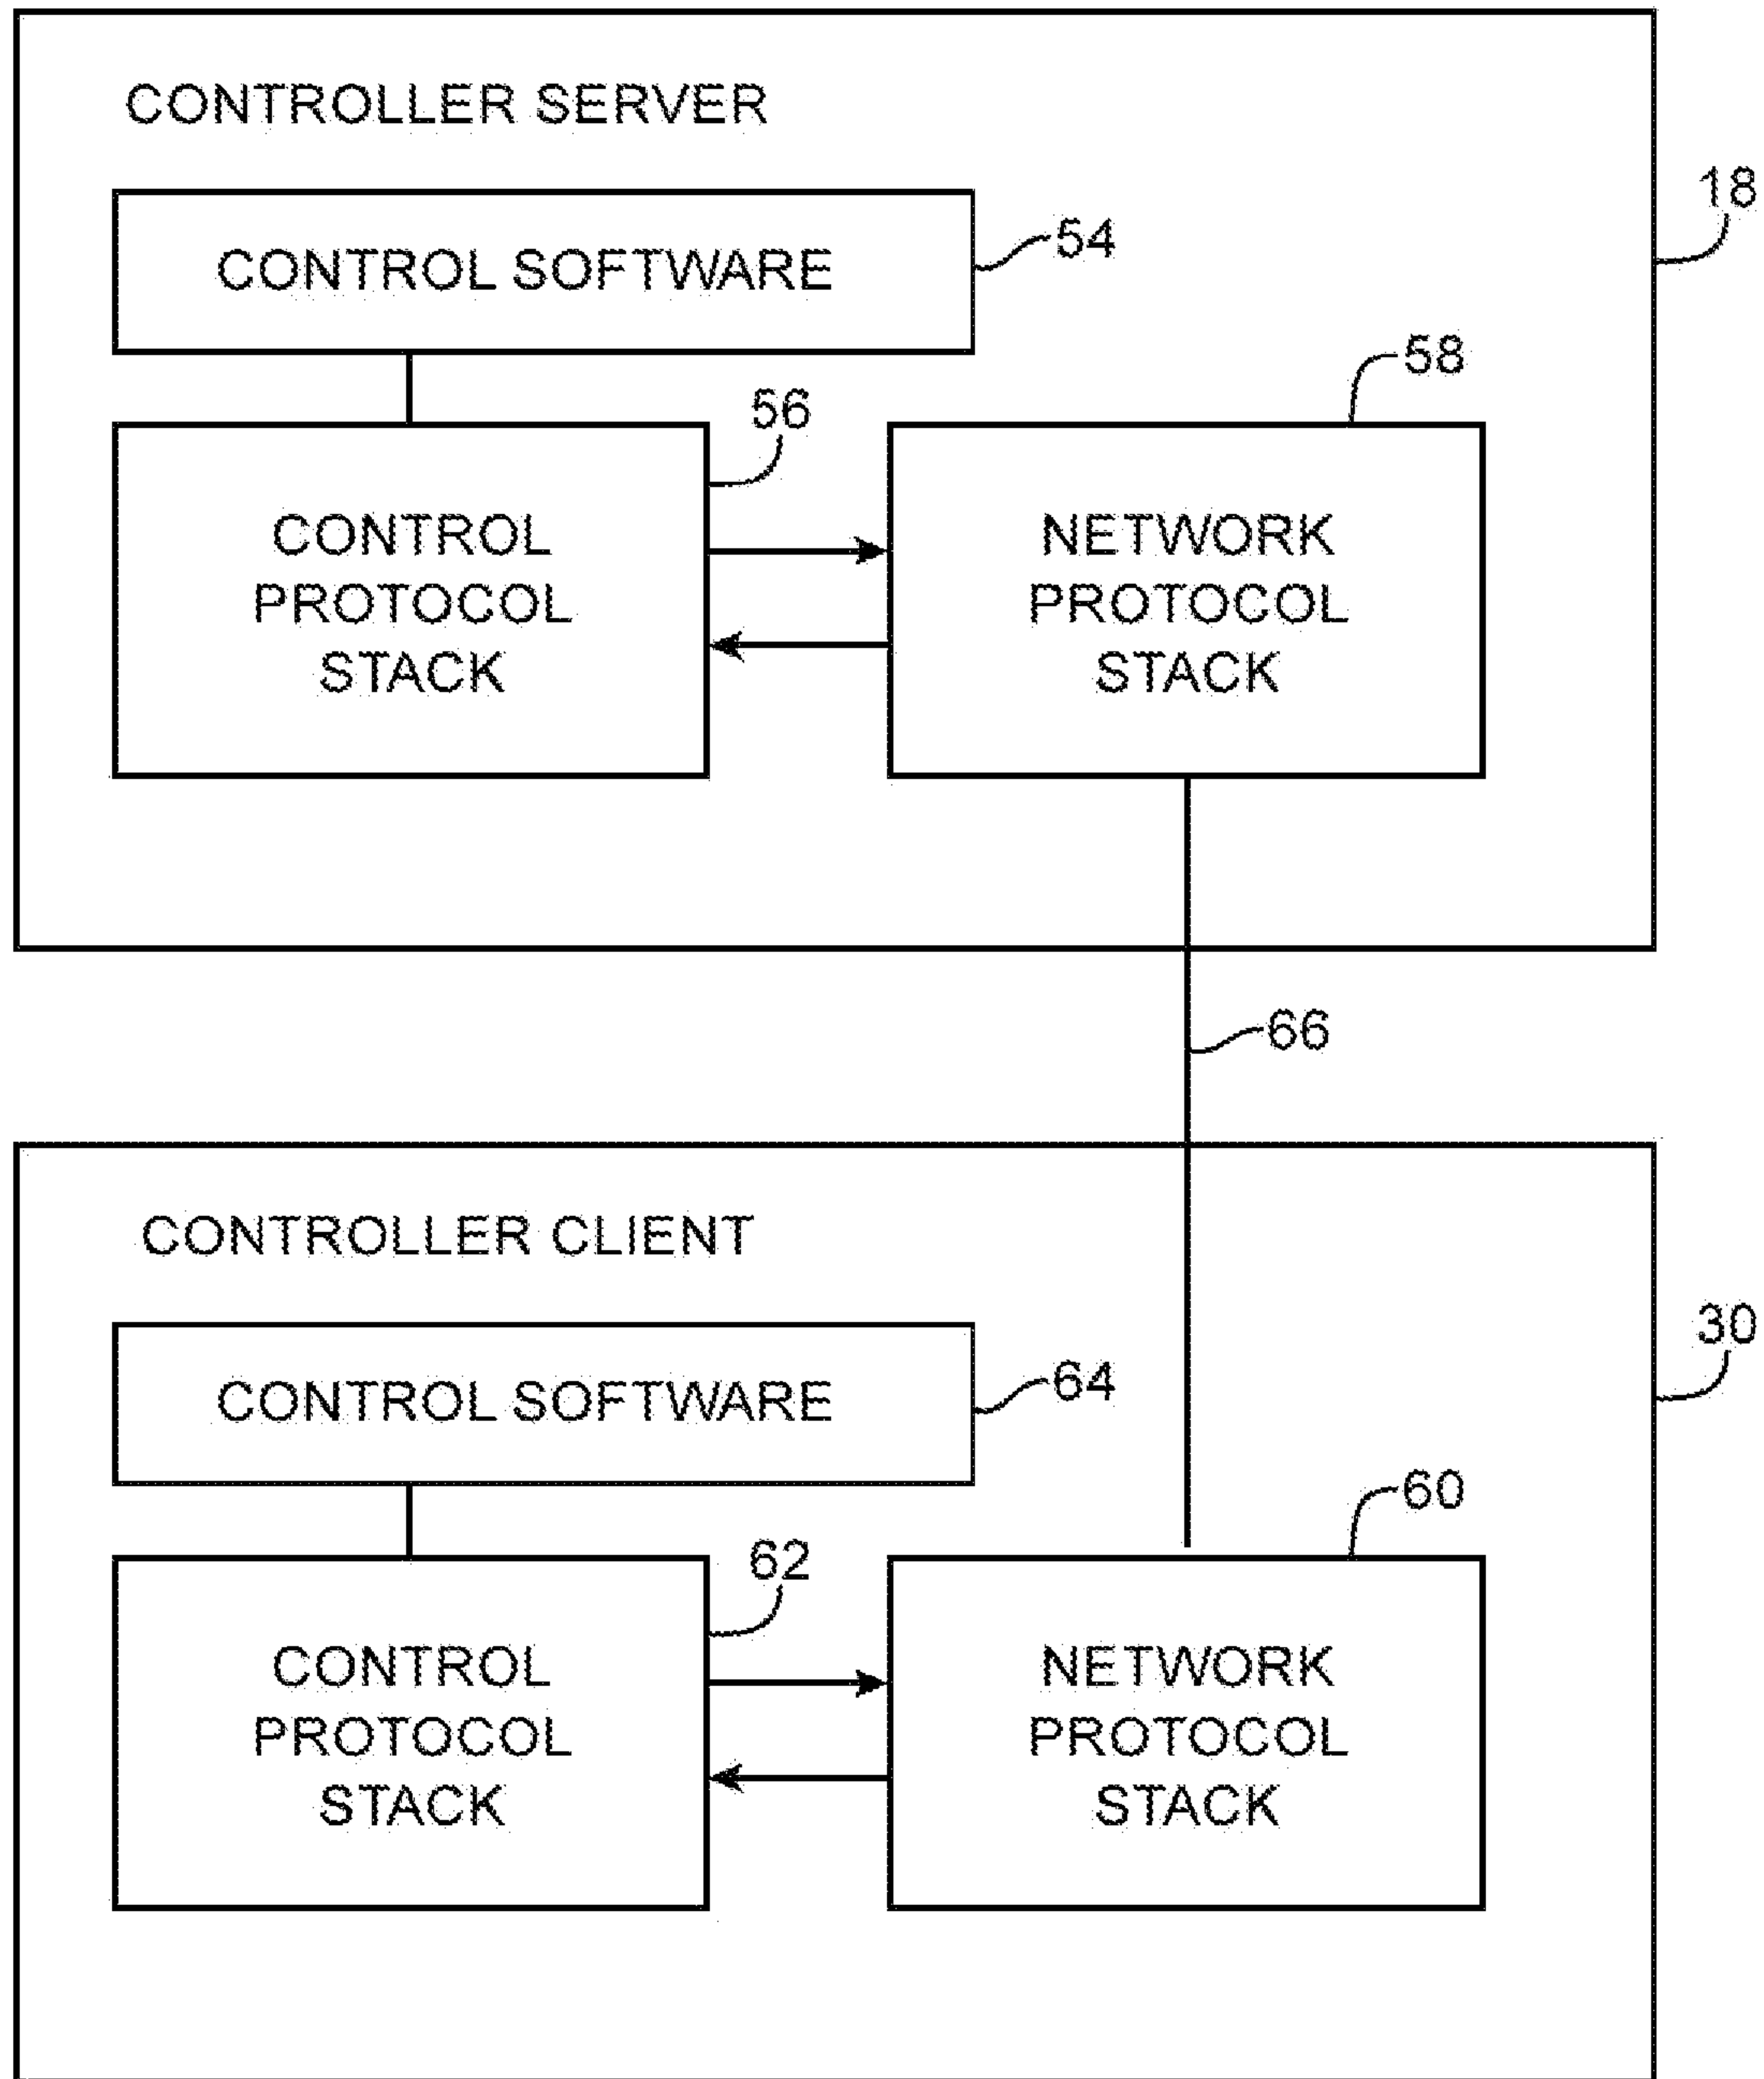 CONTROLLER SERVER
18
CONTROL SOFTWARE
54
58
56
CONTROL
PROTOCOL
STACK
NETWORK
PROTOCOL
STACK
66
CONTROLLER CLIENT
30
CONTROL SOFTWARE
64
60
62
CONTROL
PROTOCOL
STACK
NETWORK
PROTOCOL
STACK